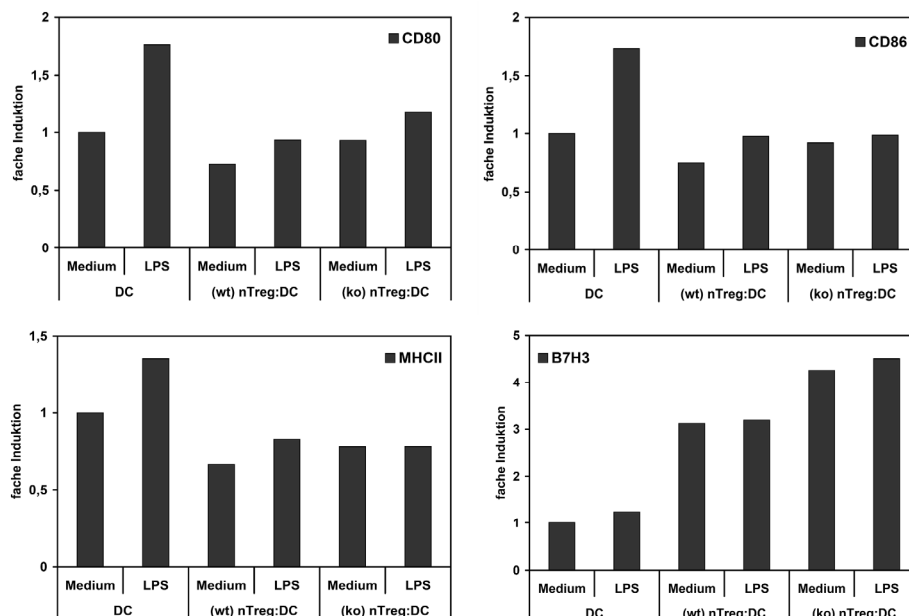 2
1,5
1
0,5
0
fache Induktion
CD80
Medium LPS Medium LPS Medium LPS
DC (wt) nTreg:DC (ko) nTreg:DC
2
1,5
1
0,5
0
fache Induktion
CD86
Medium LPS Medium LPS Medium LPS
DC (wt) nTreg:DC (ko) nTreg:DC
1,5
1
0,5
0
fache Induktion
MHCII
Medium LPS Medium LPS Medium LPS
DC (wt) nTreg:DC (ko) nTreg:DC
5
4
3
2
1
0
fache Induktion
B7H3
Medium LPS Medium LPS Medium LPS
DC (wt) nTreg:DC (ko) nTreg:DC